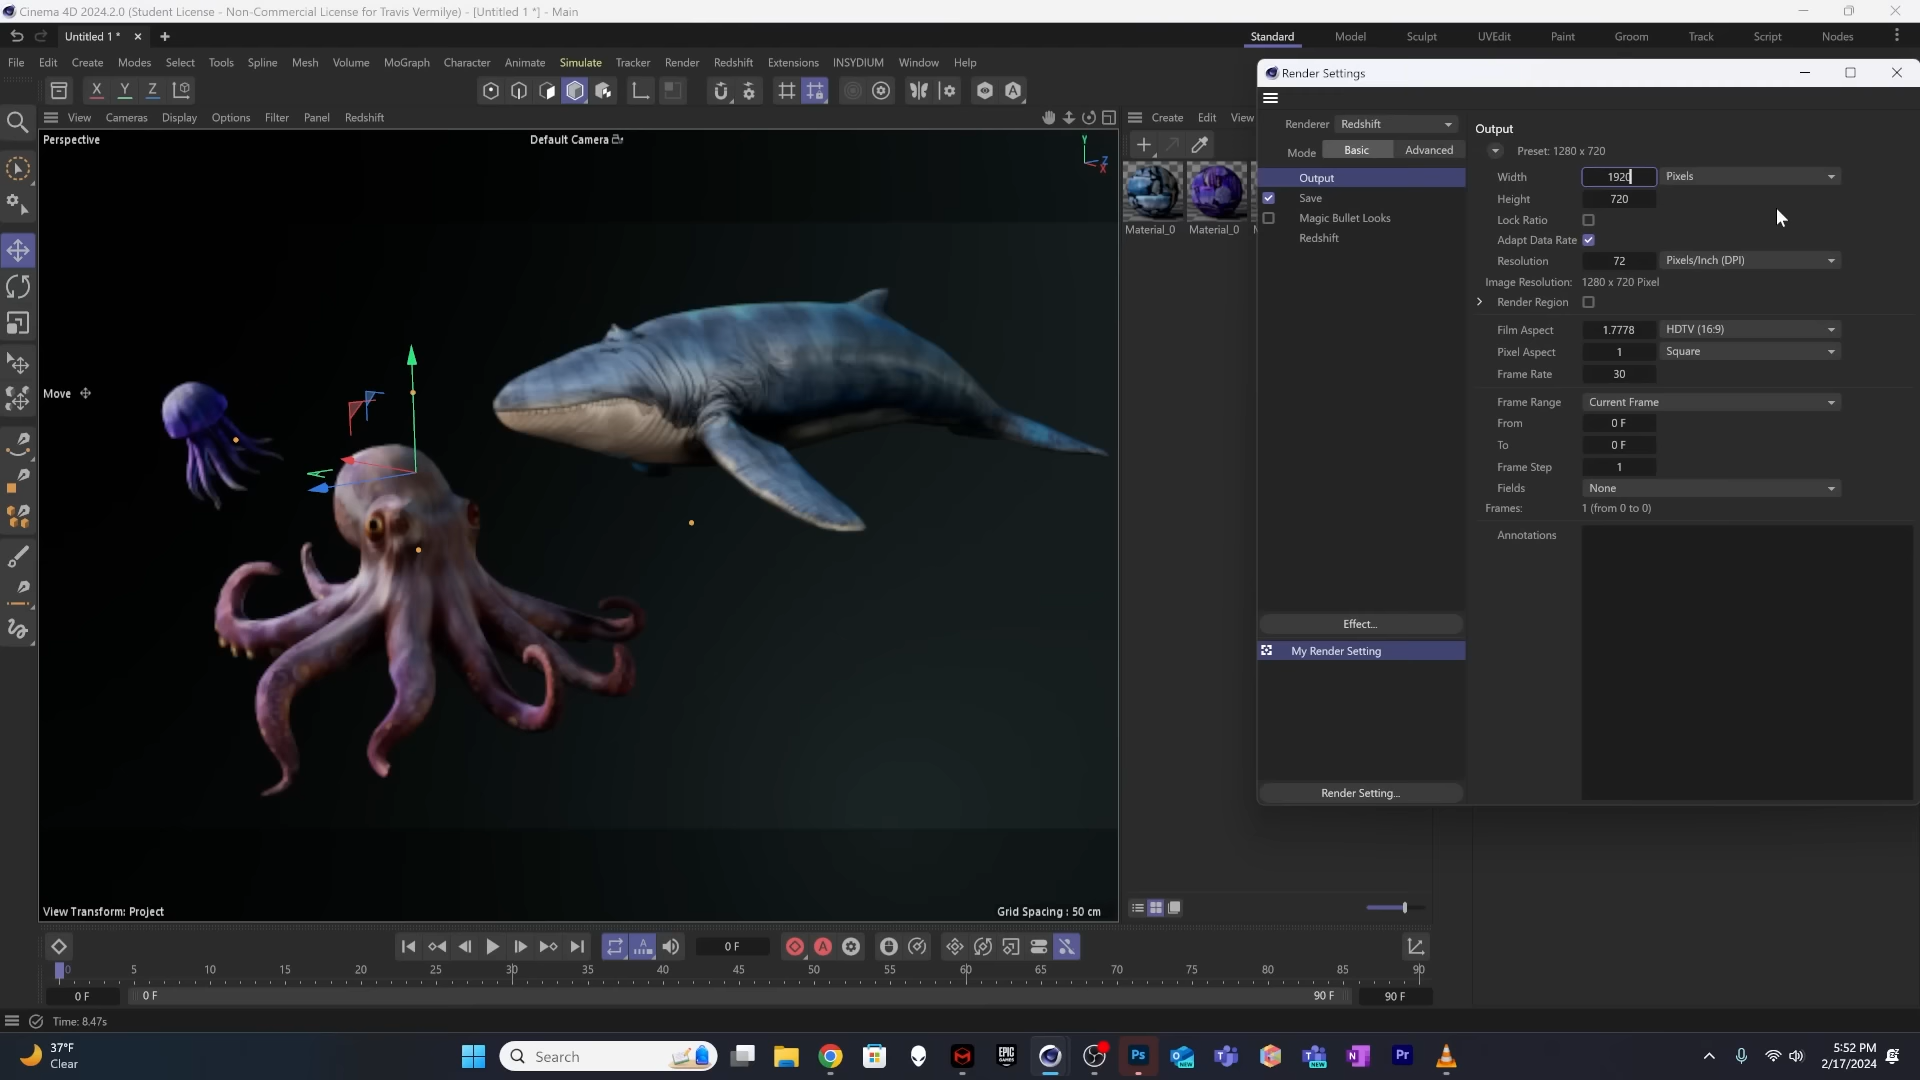 Cinema 4D 2024.2.0 (Student License - Non-Commercial License for Travis Vermilye) - [Untitled 1 *] - Main
Untitled 1 *
Standard Model Sculpt UVEdit Paint Groom Track Script Nodes
File Edit Create Modes Select Tools Spline Mesh Volume MoGraph Character Animate Simulate Tracker Render Redshift Extensions INSYDIUM Window Help
Render Settings
X Y Z
View Cameras Display Options Filter Panel Redshift
Create Edit View
Perspective
Default Camera
Y
Z
X
Move
Material_0
Material_0
Renderer Redshift
Mode Basic Advanced
Output
Save
Magic Bullet Looks
Redshift
Effect...
My Render Setting
Render Setting...
Output
Preset: 1280 x 720
Width 1920 Pixels
Height 720
Lock Ratio
Adapt Data Rate
Resolution 72 Pixels/Inch (DPI)
Image Resolution: 1280 x 720 Pixel
Render Region
Film Aspect 1.7778 HDTV (16:9)
Pixel Aspect 1 Square
Frame Rate 30
Frame Range Current Frame
From 0 F
To 0 F
Frame Step 1
Fields None
Frames: 1 (from 0 to 0)
Annotations
View Transform: Project
Grid Spacing : 50 cm
0 F
0 5 10 15 20 25 30 35 40 45 50 55 60 65 70 75 80 85 90
0 F 0 F 90 F 90 F
Time: 8.47s
37°F
Clear
Search
EPIC
GAMES
Ps
NEW
NEW
N
Pr
5:52 PM
2/17/2024